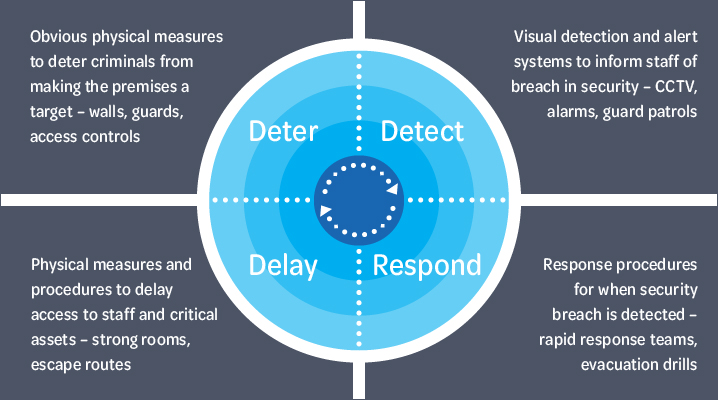 Obvious physical measures
to deter criminals from
making the premises a
target – walls, guards,
access controls
Visual detection and alert
systems to inform staff of
breach in security – CCTV,
alarms, guard patrols
Deter
Detect
Delay
Respond
Physical measures and
procedures to delay
access to staff and critical
assets – strong rooms,
escape routes
Response procedures
for when security
breach is detected –
rapid response teams,
evacuation drills